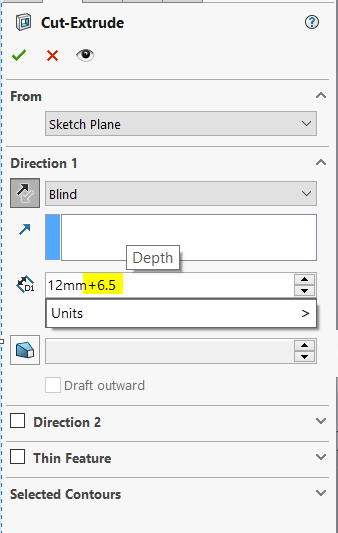 Cut-Extrude
From
Sketch Plane
Direction 1
Blind
Depth
D1
12mm+6.5
Units >
Draft outward
Direction 2
Thin Feature
Selected Contours